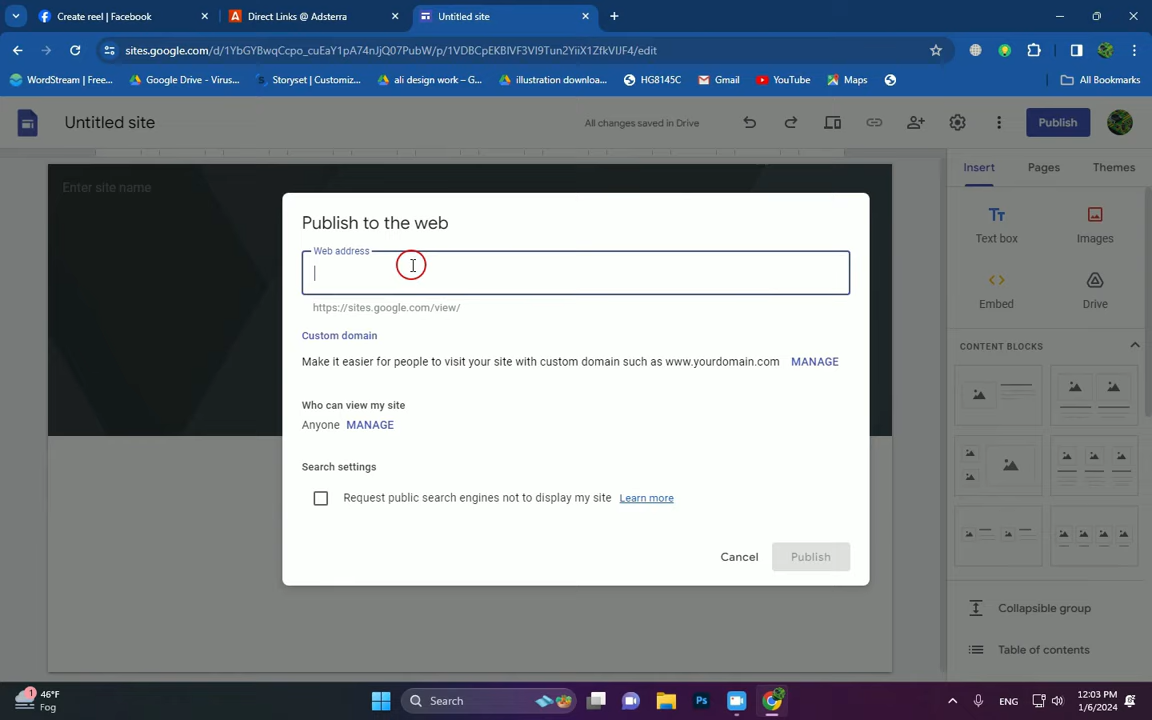 Create reel | Facebook
Direct Links @ Adsterra
Untitled site
sites.google.com/d/1YbGYBwqCcpo_cuEaY1pA74nJjQ07PubW/p/1VDBCpEKBIVF3VI9Tun2YiiX1ZfkVlJF4/edit
WordStream | Free...
Google Drive - Virus...
Storyset | Customiz...
ali design work – G...
illustration downloa...
HG8145C
Gmail
YouTube
Maps
All Bookmarks
Untitled site
All changes saved in Drive
Publish
Enter site name
Insert
Pages
Themes
Publish to the web
Web address
https://sites.google.com/view/
Custom domain
Make it easier for people to visit your site with custom domain such as www.yourdomain.com MANAGE
Who can view my site
Anyone MANAGE
Search settings
Request public search engines not to display my site Learn more
Cancel
Publish
Tt
Text box
Images
Embed
Drive
CONTENT BLOCKS
Collapsible group
Table of contents
1
46°F
Fog
Search
Ps
ENG
12:03 PM
1/6/2024